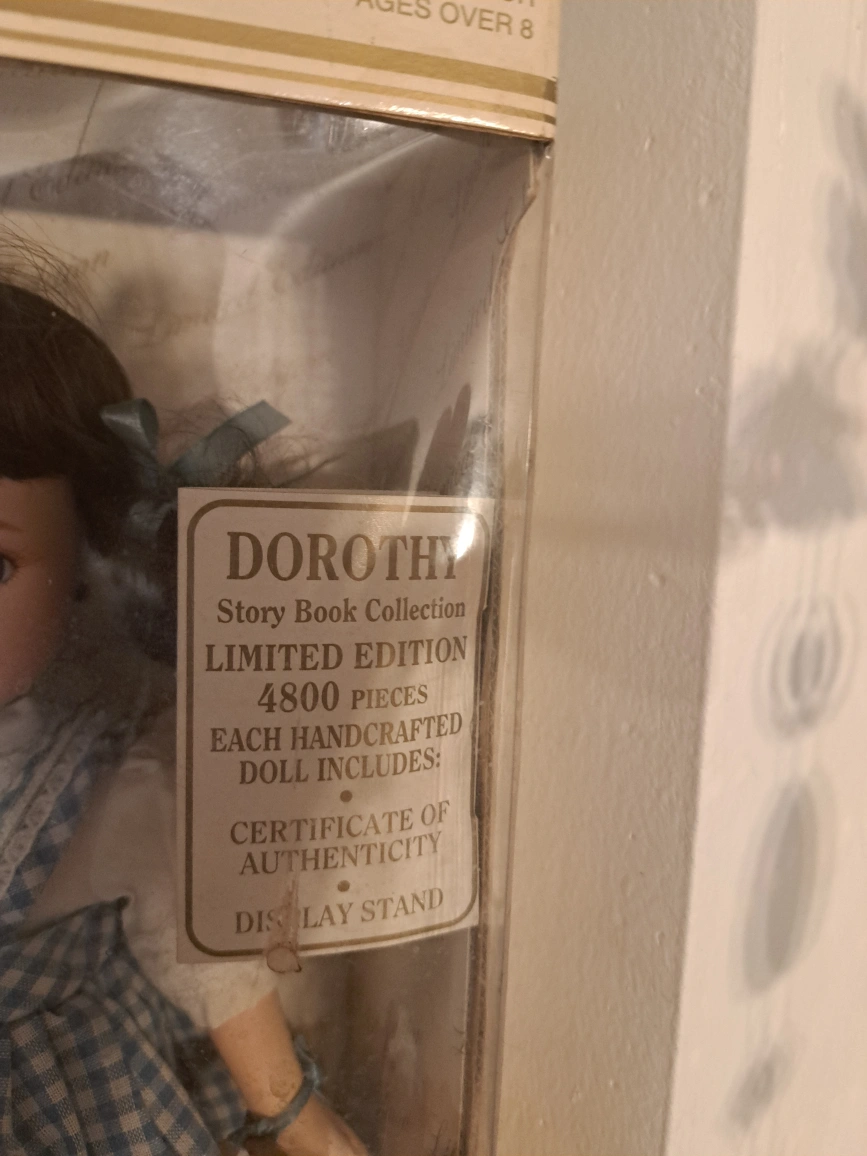 AGES OVER 8
DOROTHY
Story Book Collection
LIMITED EDITION
4800 PIECES
EACH HANDCRAFTED
DOLL INCLUDES:
•
CERTIFICATE OF
AUTHENTICITY
•
DISPLAY STAND